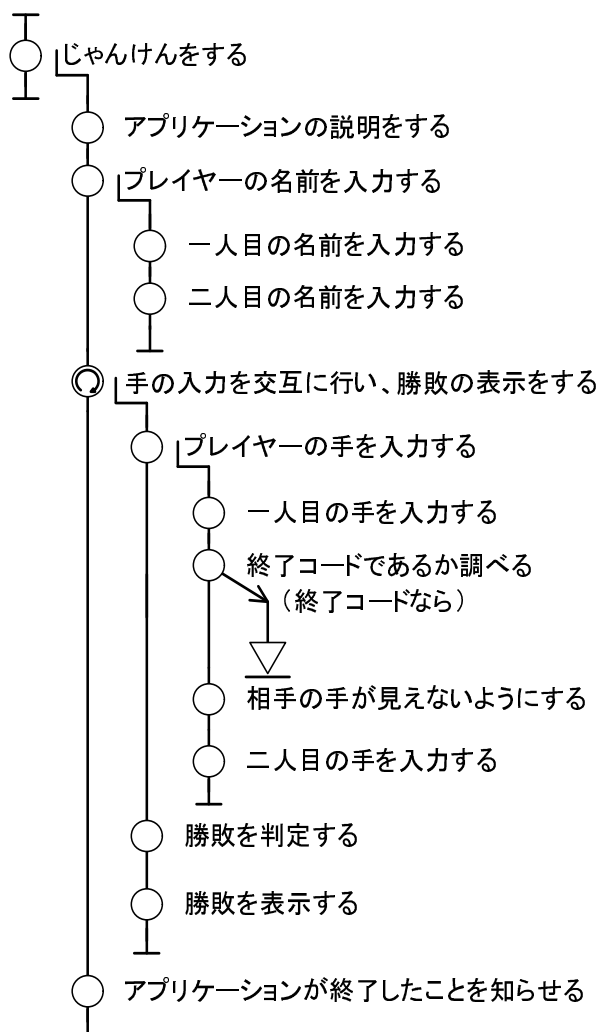 じゃんけんをする
アプリケーションの説明をする
プレイヤーの名前を入力する
一人目の名前を入力する
二人目の名前を入力する
手の入力を交互に行い、勝敗の表示をする
プレイヤーの手を入力する
一人目の手を入力する
終了コードであるか調べる
（終了コードなら）
相手の手が見えないようにする
二人目の手を入力する
勝敗を判定する
勝敗を表示する
アプリケーションが終了したことを知らせる